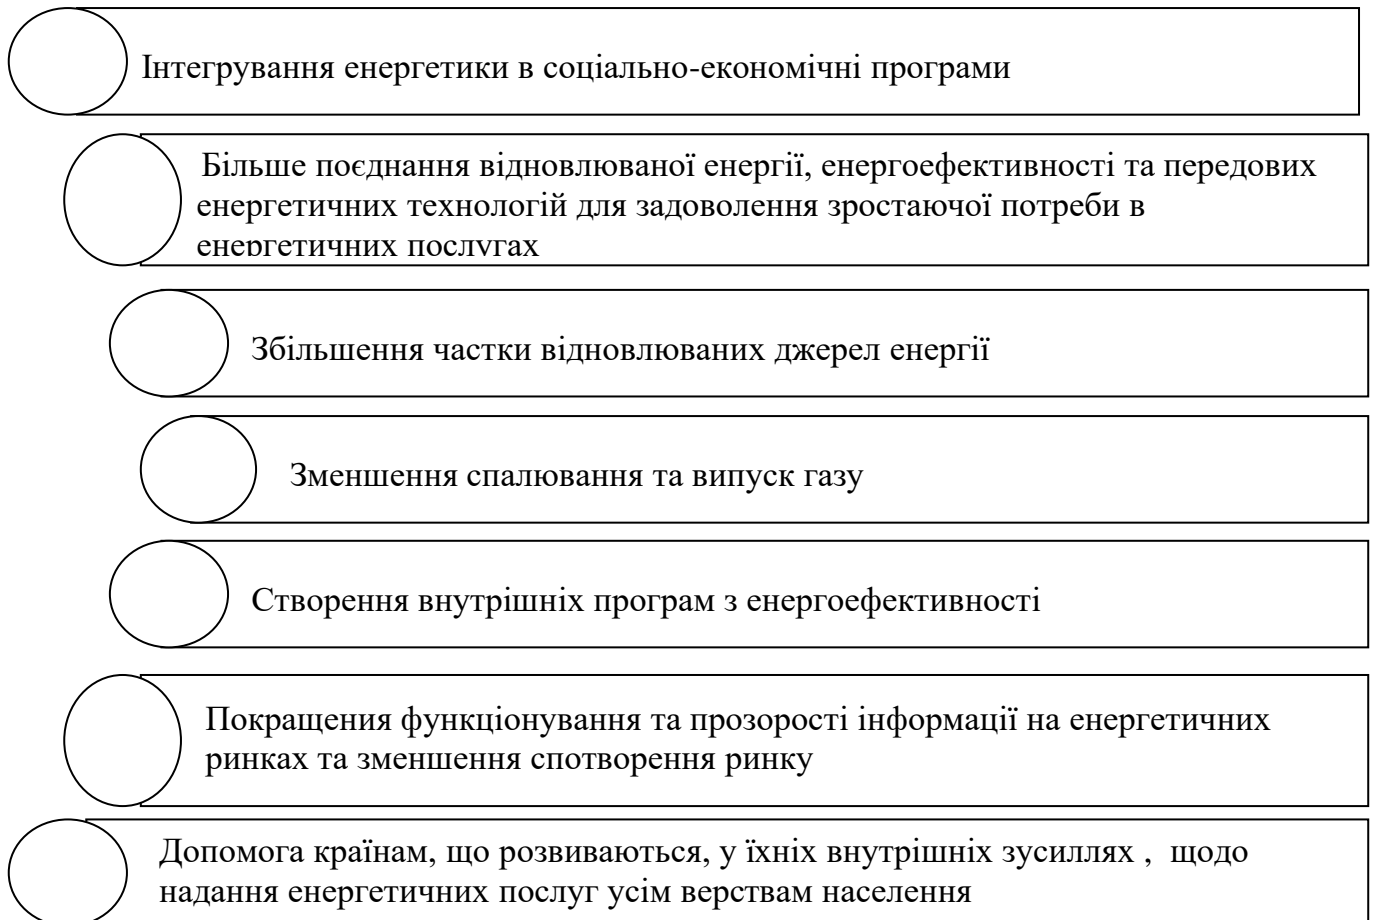 Інтегрування енергетики в соціально-економічні програми
Більше поєднання відновлюваної енергії, енергоефективності та передових
енергетичних технологій для задоволення зростаючої потреби в
енергетичних послугах
Збільшення частки відновлюваних джерел енергії
Зменшення спалювання та випуск газу
Створення внутрішніх програм з енергоефективності
Покращения функціонування та прозорості інформації на енергетичних
ринках та зменшення спотворення ринку
Допомога країнам, що розвиваються, у їхніх внутрішніх зусиллях , щодо
надання енергетичних послуг усім верствам населення